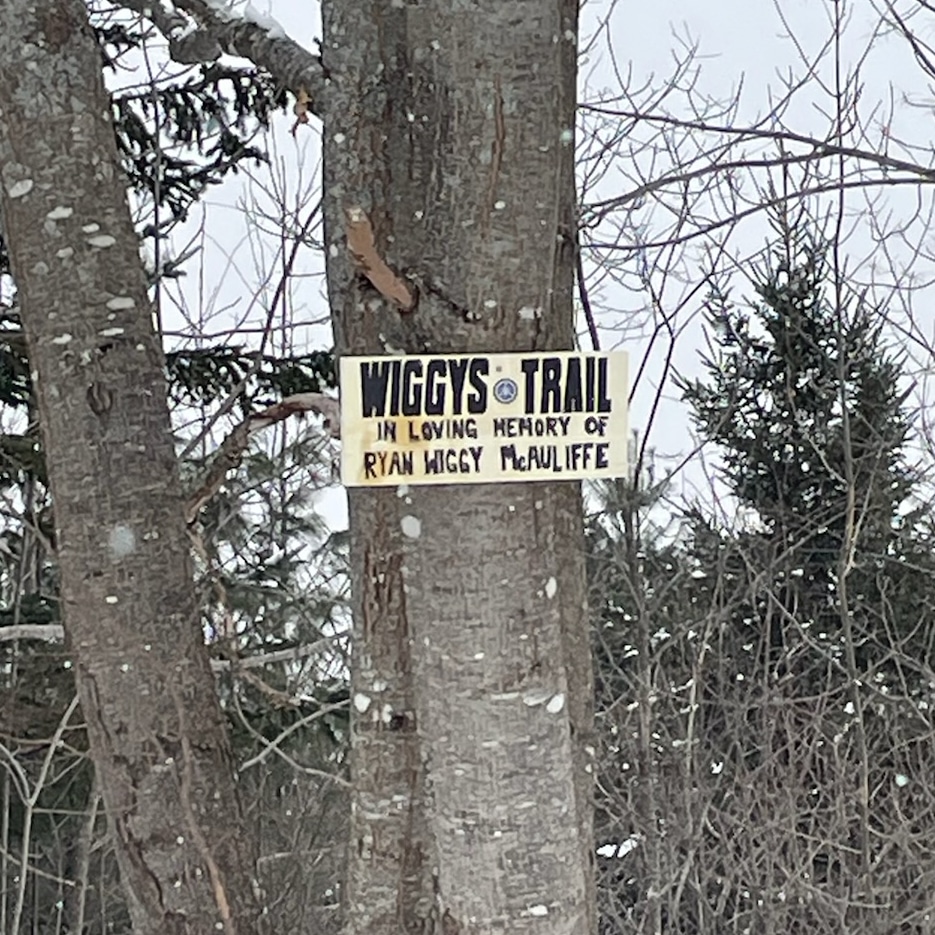 WIGGYS TRAIL
IN LOVING MEMORY OF
RYAN WIGGY McAULIFFE